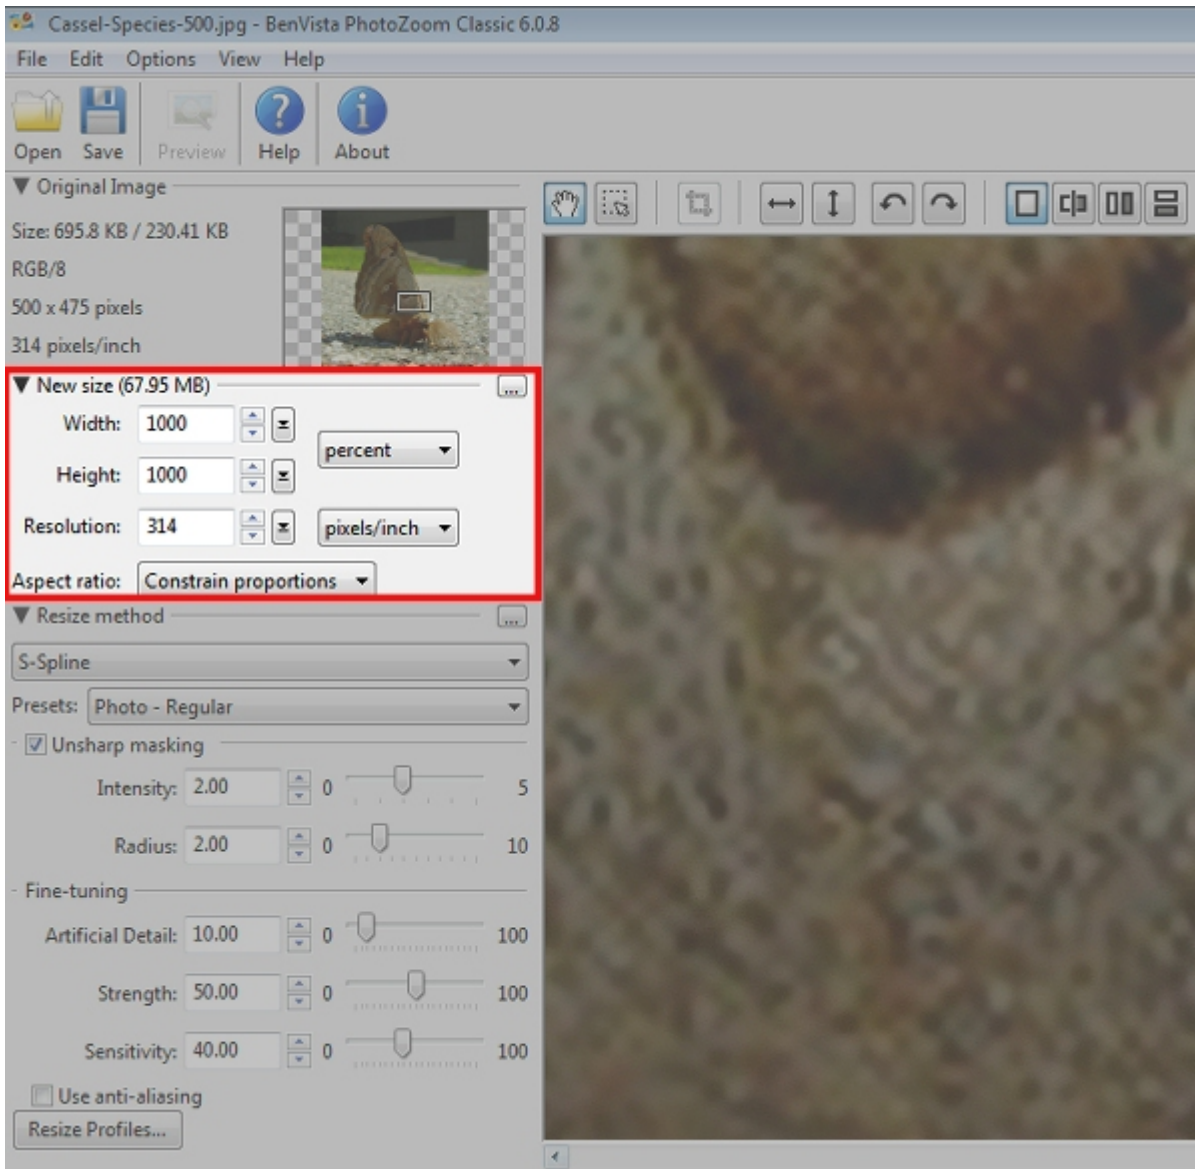 Cassel-Species-500.jpg - BenVista PhotoZoom Classic 6.0.8
File Edit Options View Help
Open Save Preview Help About
Original Image
Size: 695.8 KB / 230.41 KB
RGB/8
500 x 475 pixels
314 pixels/inch
New size (67.95 MB) ...
Width: 1000
percent
Height: 1000
Resolution: 314 pixels/inch
Aspect ratio: Constrain proportions
Resize method ...
S-Spline
Presets: Photo - Regular
Unsharp masking
Intensity: 2.00 0 5
Radius: 2.00 0 10
Fine-tuning
Artificial Detail: 10.00 0 100
Strength: 50.00 0 100
Sensitivity: 40.00 0 100
Use anti-aliasing
Resize Profiles...